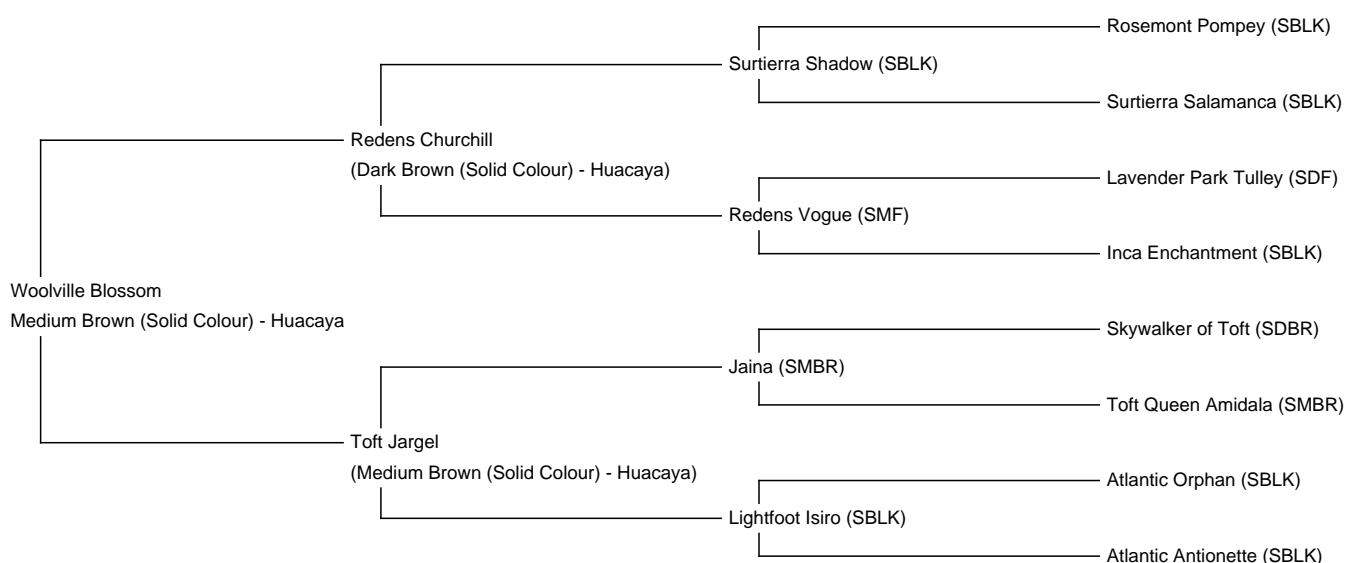 Rosemont Pompey (SBLK)
Surtierra Shadow (SBLK)
Surtierra Salamanca (SBLK)
Redens Churchill
(Dark Brown (Solid Colour) - Huacaya)
Lavender Park Tulley (SDF)
Redens Vogue (SMF)
Inca Enchantment (SBLK)
Woolville Blossom
Medium Brown (Solid Colour) - Huacaya
Skywalker of Toft (SDBR)
Jaina (SMBR)
Toft Queen Amidala (SMBR)
Toft Jargel
(Medium Brown (Solid Colour) - Huacaya)
Atlantic Orphan (SBLK)
Lightfoot Isiro (SBLK)
Atlantic Antionette (SBLK)